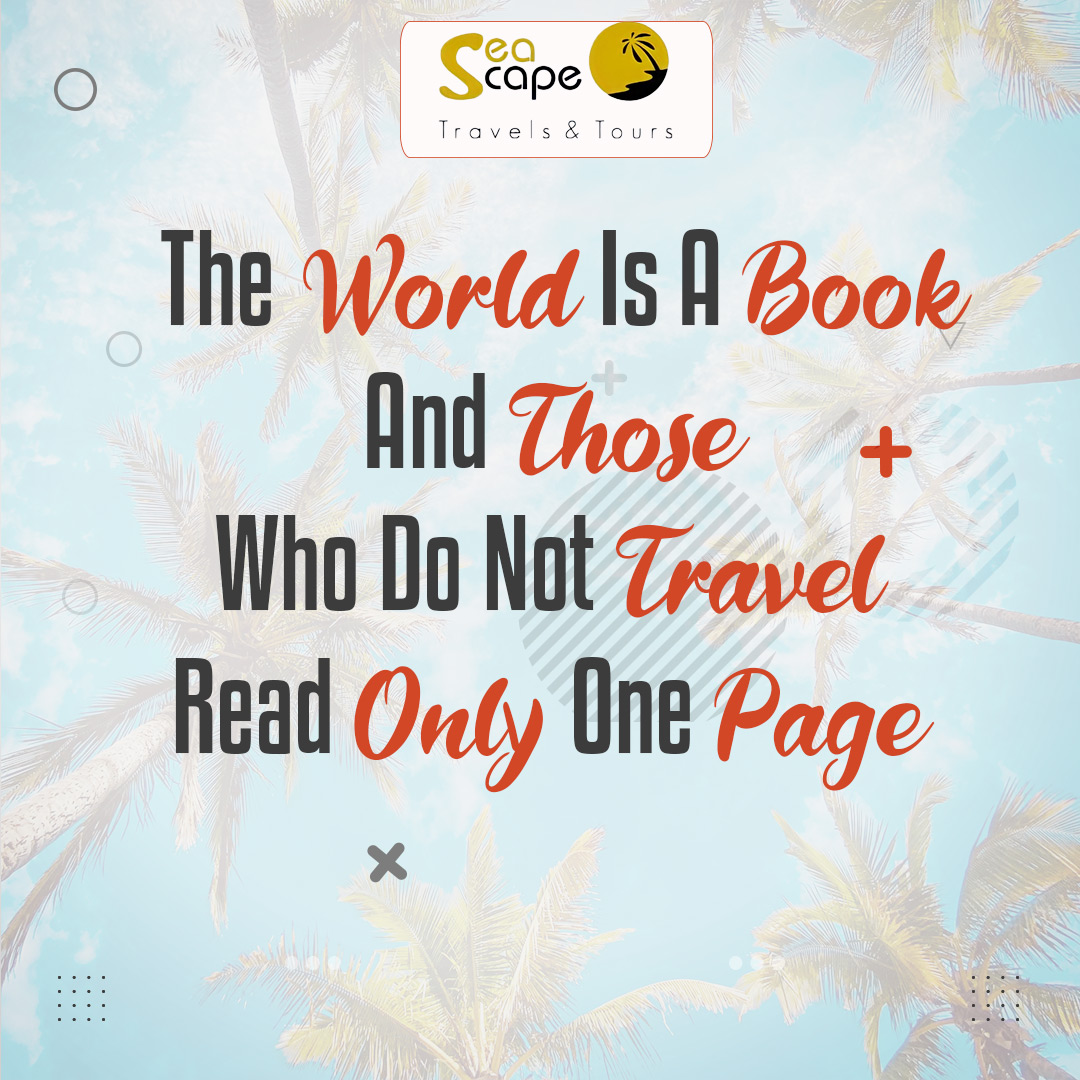 Sea
Scape
Travels & Tours
The World Is A Book
And Those
Who Do Not Travel
Read Only One Page